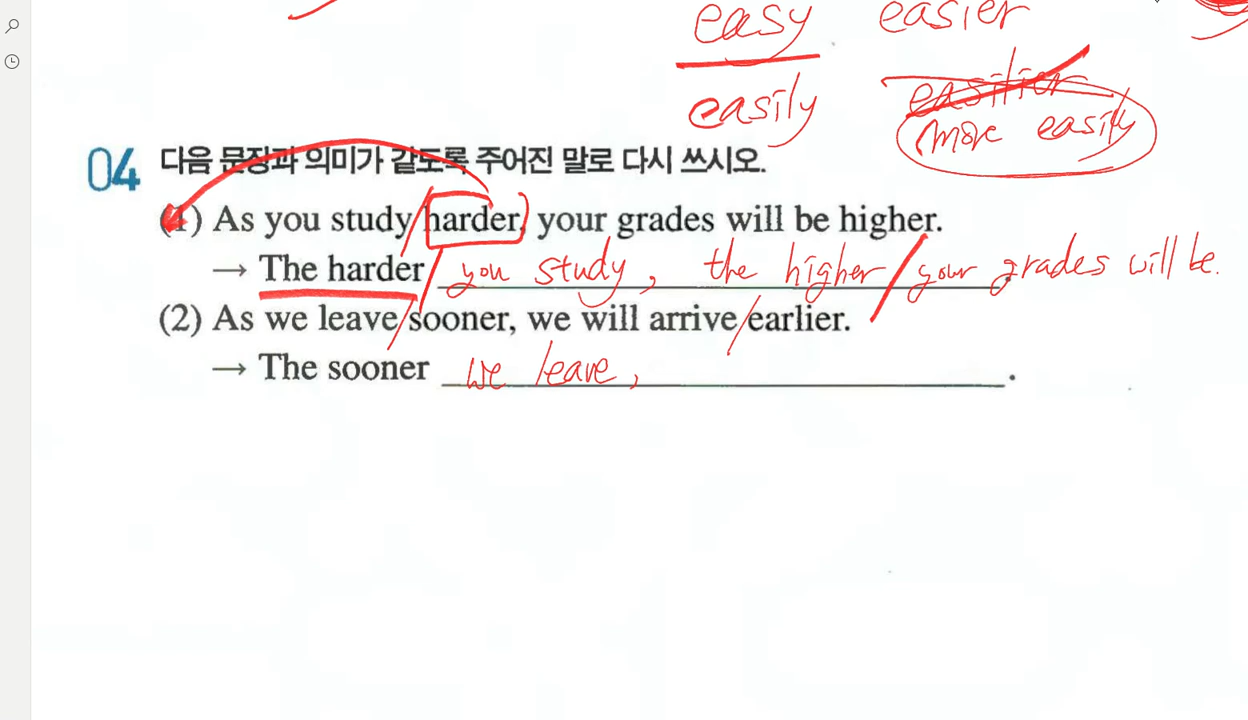 easy easier
easily easilier
more easily
04 다음 문장과 의미가 같도록 주어진 말로 다시 쓰시오.
(1) As you study/harder, your grades will be higher.
→ The harder/you study, the higher/your grades will be.
(2) As we leave/sooner, we will arrive/earlier.
→ The sooner we leave, .